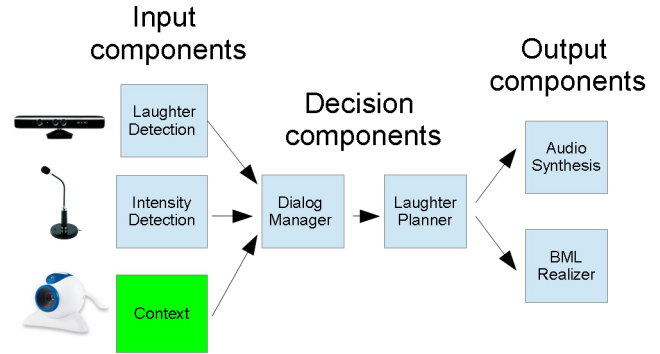 Input
components
Laughter
Detection
Intensity
Detection
Context
Decision
components
Dialog
Manager
Laughter
Planner
Output
components
Audio
Synthesis
BML
Realizer